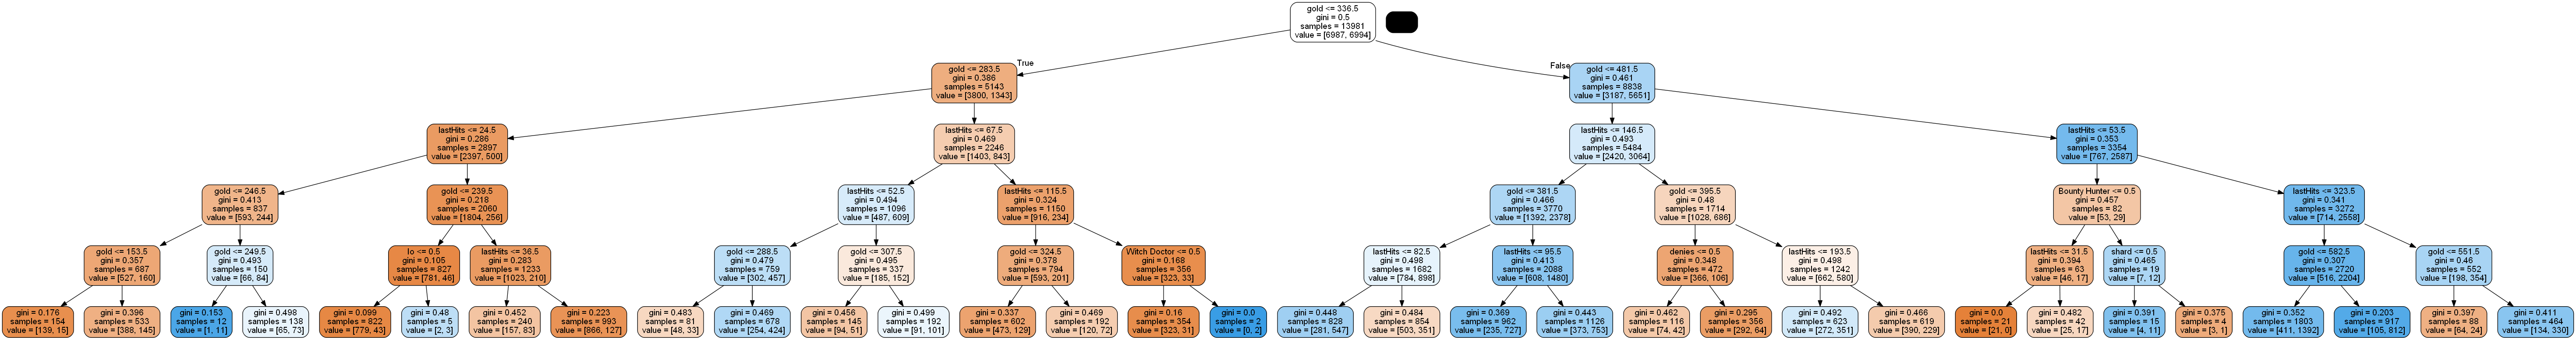 gold <= 336.5
gini = 0.5
samples = 13981
value = [6987, 6994]
True
False
gold <= 283.5
gini = 0.386
samples = 5143
value = [3800, 1343]
gold <= 481.5
gini = 0.461
samples = 8838
value = [3187, 5651]
lastHits <= 24.5
gini = 0.286
samples = 2897
value = [2397, 500]
lastHits <= 67.5
gini = 0.469
samples = 2246
value = [1403, 843]
lastHits <= 146.5
gini = 0.493
samples = 5484
value = [2420, 3064]
lastHits <= 53.5
gini = 0.353
samples = 3354
value = [767, 2587]
gold <= 246.5
gini = 0.413
samples = 837
value = [593, 244]
gold <= 239.5
gini = 0.218
samples = 2060
value = [1804, 256]
lastHits <= 52.5
gini = 0.494
samples = 1096
value = [487, 609]
lastHits <= 115.5
gini = 0.324
samples = 1150
value = [916, 234]
gold <= 381.5
gini = 0.466
samples = 3770
value = [1392, 2378]
gold <= 395.5
gini = 0.48
samples = 1714
value = [1028, 686]
Bounty Hunter <= 0.5
gini = 0.457
samples = 82
value = [53, 29]
lastHits <= 323.5
gini = 0.341
samples = 3272
value = [714, 2558]
gold <= 153.5
gini = 0.357
samples = 687
value = [527, 160]
gold <= 249.5
gini = 0.493
samples = 150
value = [66, 84]
Io <= 0.5
gini = 0.105
samples = 827
value = [781, 46]
lastHits <= 36.5
gini = 0.283
samples = 1233
value = [1023, 210]
gold <= 288.5
gini = 0.479
samples = 759
value = [302, 457]
gold <= 307.5
gini = 0.495
samples = 337
value = [185, 152]
gold <= 324.5
gini = 0.378
samples = 794
value = [593, 201]
Witch Doctor <= 0.5
gini = 0.168
samples = 356
value = [323, 33]
lastHits <= 82.5
gini = 0.498
samples = 1682
value = [784, 898]
lastHits <= 95.5
gini = 0.413
samples = 2088
value = [608, 1480]
denies <= 0.5
gini = 0.348
samples = 472
value = [366, 106]
lastHits <= 193.5
gini = 0.498
samples = 1242
value = [662, 580]
lastHits <= 31.5
gini = 0.394
samples = 63
value = [46, 17]
shard <= 0.5
gini = 0.465
samples = 19
value = [7, 12]
gold <= 582.5
gini = 0.307
samples = 2720
value = [516, 2204]
gold <= 551.5
gini = 0.46
samples = 552
value = [198, 354]
gini = 0.176
samples = 154
value = [139, 15]
gini = 0.396
samples = 533
value = [388, 145]
gini = 0.153
samples = 12
value = [1, 11]
gini = 0.498
samples = 138
value = [65, 73]
gini = 0.099
samples = 822
value = [779, 43]
gini = 0.48
samples = 5
value = [2, 3]
gini = 0.452
samples = 240
value = [157, 83]
gini = 0.223
samples = 993
value = [866, 127]
gini = 0.483
samples = 81
value = [48, 33]
gini = 0.469
samples = 678
value = [254, 424]
gini = 0.456
samples = 145
value = [94, 51]
gini = 0.499
samples = 192
value = [91, 101]
gini = 0.337
samples = 602
value = [473, 129]
gini = 0.469
samples = 192
value = [120, 72]
gini = 0.16
samples = 354
value = [323, 31]
gini = 0.0
samples = 2
value = [0, 2]
gini = 0.448
samples = 828
value = [281, 547]
gini = 0.484
samples = 854
value = [503, 351]
gini = 0.369
samples = 962
value = [235, 727]
gini = 0.443
samples = 1126
value = [373, 753]
gini = 0.462
samples = 116
value = [74, 42]
gini = 0.295
samples = 356
value = [292, 64]
gini = 0.492
samples = 623
value = [272, 351]
gini = 0.466
samples = 619
value = [390, 229]
gini = 0.0
samples = 21
value = [21, 0]
gini = 0.482
samples = 42
value = [25, 17]
gini = 0.391
samples = 15
value = [4, 11]
gini = 0.375
samples = 4
value = [3, 1]
gini = 0.352
samples = 1803
value = [411, 1392]
gini = 0.203
samples = 917
value = [105, 812]
gini = 0.397
samples = 88
value = [64, 24]
gini = 0.411
samples = 464
value = [134, 330]